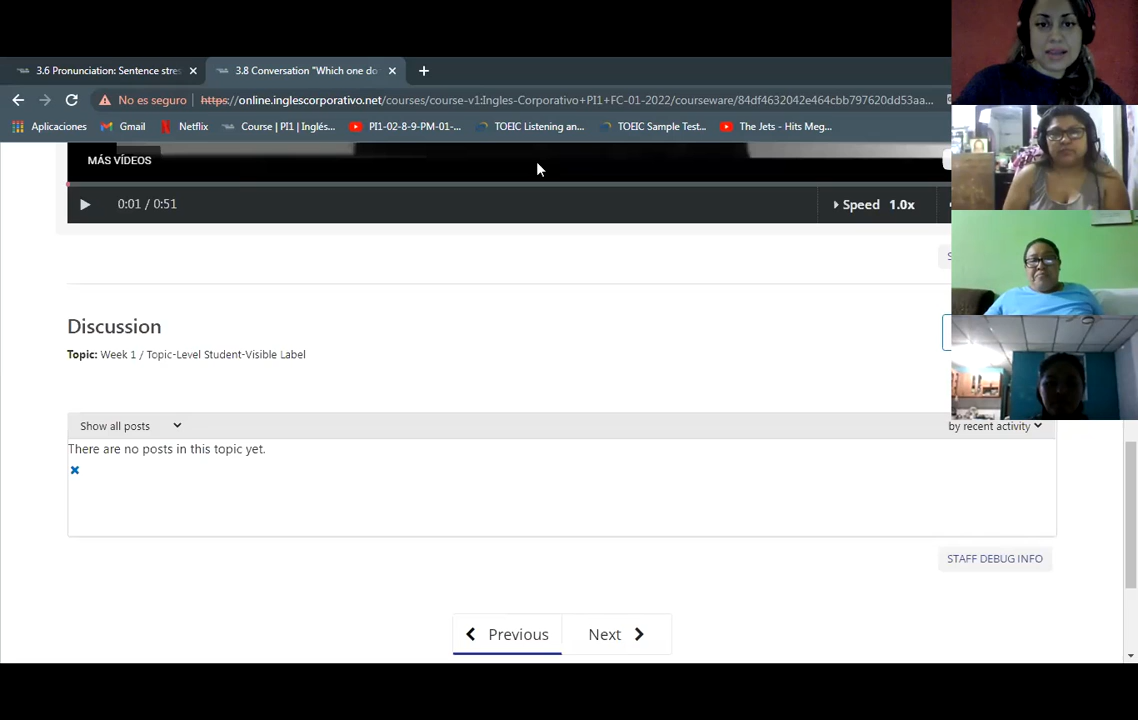 3.6 Pronunciation: Sentence stres
3.8 Conversation "Which one do
No es seguro
https://online.inglescorporativo.net/courses/course-v1:Ingles-Corporativo+PI1+FC-01-2022/courseware/84df4632042e464cbb797620dd53aa...
Aplicaciones
Gmail
Netflix
Course | PI1 | Inglés...
PI1-02-8-9-PM-01-...
TOEIC Listening an...
TOEIC Sample Test...
The Jets - Hits Meg...
MÁS VÍDEOS
0:01 / 0:51
Speed 1.0x
S
Discussion
Topic: Week 1 / Topic-Level Student-Visible Label
Show all posts
by recent activity
There are no posts in this topic yet.
STAFF DEBUG INFO
Previous
Next